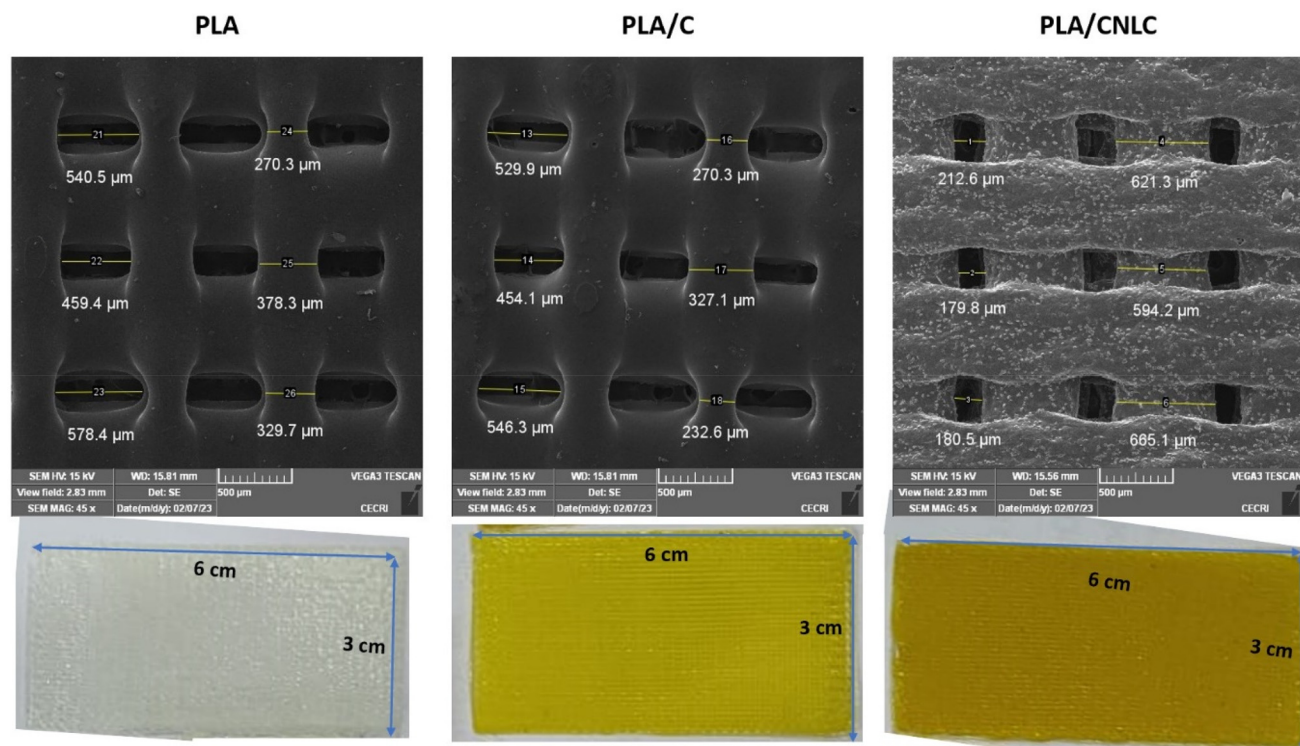 PLA
PLA/C
PLA/CNLC
21
24
540.5 µm
270.3 µm
22
25
459.4 µm
378.3 µm
23
26
578.4 µm
329.7 µm
SEM HV: 15 kV
WD: 15.81 mm
VEGA3 TESCAN
View field: 2.83 mm
Det: SE
500 µm
SEM MAG: 45 x
Date(m/d/y): 02/07/23
CECRI
13
16
529.9 µm
270.3 µm
14
17
454.1 µm
327.1 µm
15
18
546.3 µm
232.6 µm
SEM HV: 15 kV
WD: 15.81 mm
VEGA3 TESCAN
View field: 2.83 mm
Det: SE
500 µm
SEM MAG: 45 x
Date(m/d/y): 02/07/23
CECRI
1
4
212.6 µm
621.3 µm
2
5
179.8 µm
594.2 µm
3
6
180.5 µm
665.1 µm
SEM HV: 15 kV
WD: 15.56 mm
VEGA3 TESCAN
View field: 2.83 mm
Det: SE
500 µm
SEM MAG: 45 x
Date(m/d/y): 02/07/23
CECRI
6 cm
3 cm
6 cm
3 cm
6 cm
3 cm